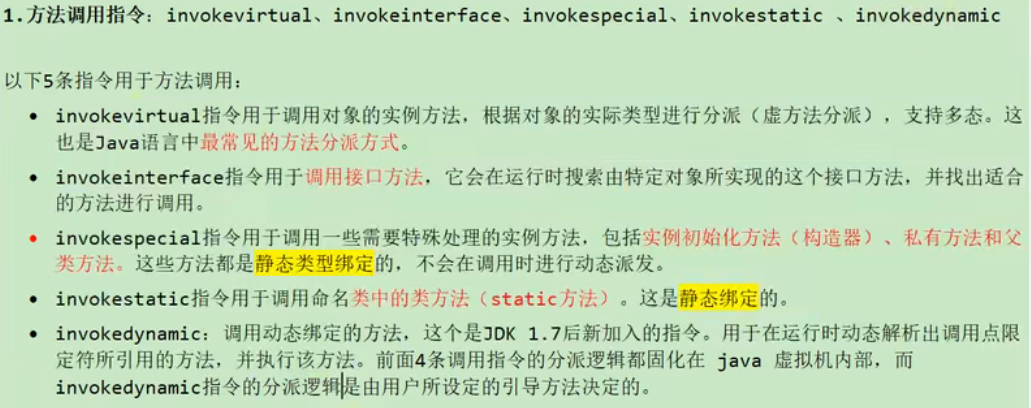 1.方法调用指令：invokevirtual、invokeinterface、invokespecial、invokestatic 、invokedynamic
以下5条指令用于方法调用：
• invokevirtual指令用于调用对象的实例方法，根据对象的实际类型进行分派（虚方法分派），支持多态。这
也是Java语言中最常见的方法分派方式。
• invokeinterface指令用于调用接口方法，它会在运行时搜索由特定对象所实现的这个接口方法，并找出适合
的方法进行调用。
• invokespecial指令用于调用一些需要特殊处理的实例方法，包括实例初始化方法（构造器）、私有方法和父
类方法。这些方法都是静态类型绑定的，不会在调用时进行动态派发。
• invokestatic指令用于调用命名类中的类方法（static方法）。这是静态绑定的。
• invokedynamic：调用动态绑定的方法，这个是JDK 1.7后新加入的指令。用于在运行时动态解析出调用点限
定符所引用的方法，并执行该方法。前面4条调用指令的分派逻辑都固化在 java 虚拟机内部，而
invokedynamic指令的分派逻辑是由用户所设定的引导方法决定的。